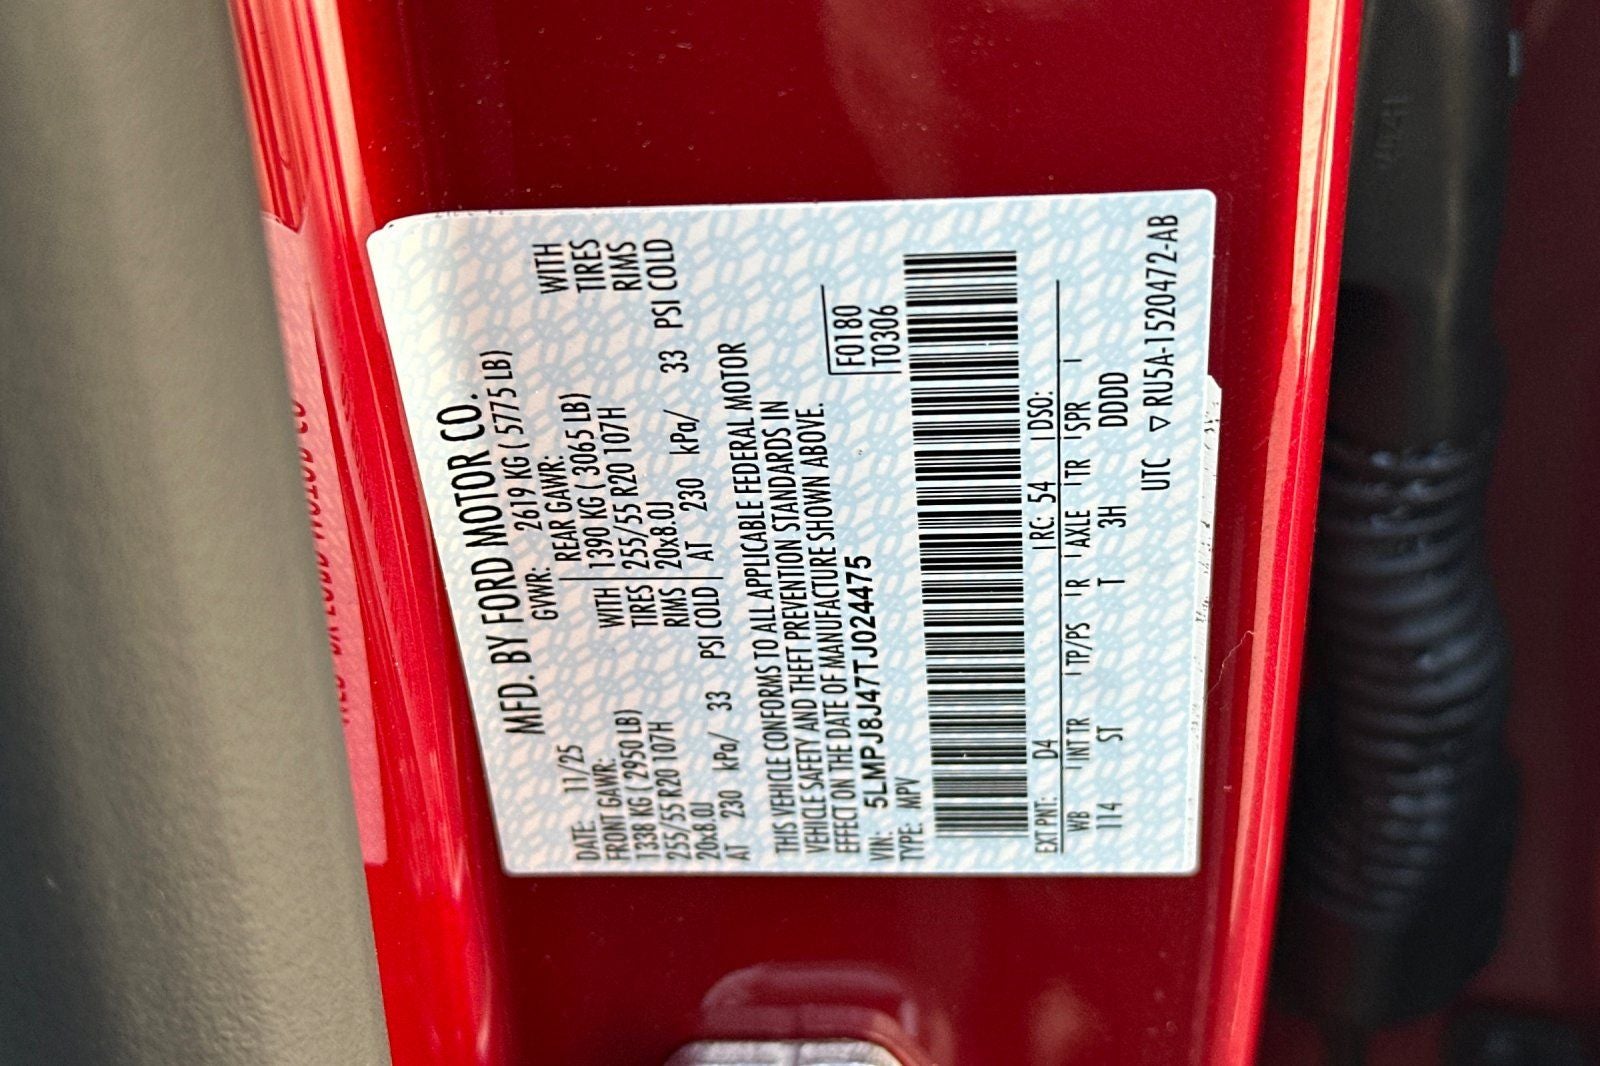 MFD. BY FORD MOTOR CO.
DATE: 11/25 GVWR: 2619 KG ( 5775 LB)
FRONT GAWR: REAR GAWR:
1338 KG ( 2950 LB) WITH 1390 KG ( 3065 LB) WITH
255/55 R20 107H TIRES 255/55 R20 107H TIRES
20x8.0J RIMS 20x8.0J RIMS
AT 230 kPa/ 33 PSI COLD AT 230 kPa/ 33 PSI COLD
THIS VEHICLE CONFORMS TO ALL APPLICABLE FEDERAL MOTOR
VEHICLE SAFETY AND THEFT PREVENTION STANDARDS IN
EFFECT ON THE DATE OF MANUFACTURE SHOWN ABOVE.
VIN: 5LMPJ8J47TJ024475 F0180
TYPE: MPV T0306
EXT PNT: D4 RC: 54 DSO:
WB INT TR TP/PS R AXLE TR SPR
114 ST T 3H DDDD
UTC ▽ RU5A-1520472-AB